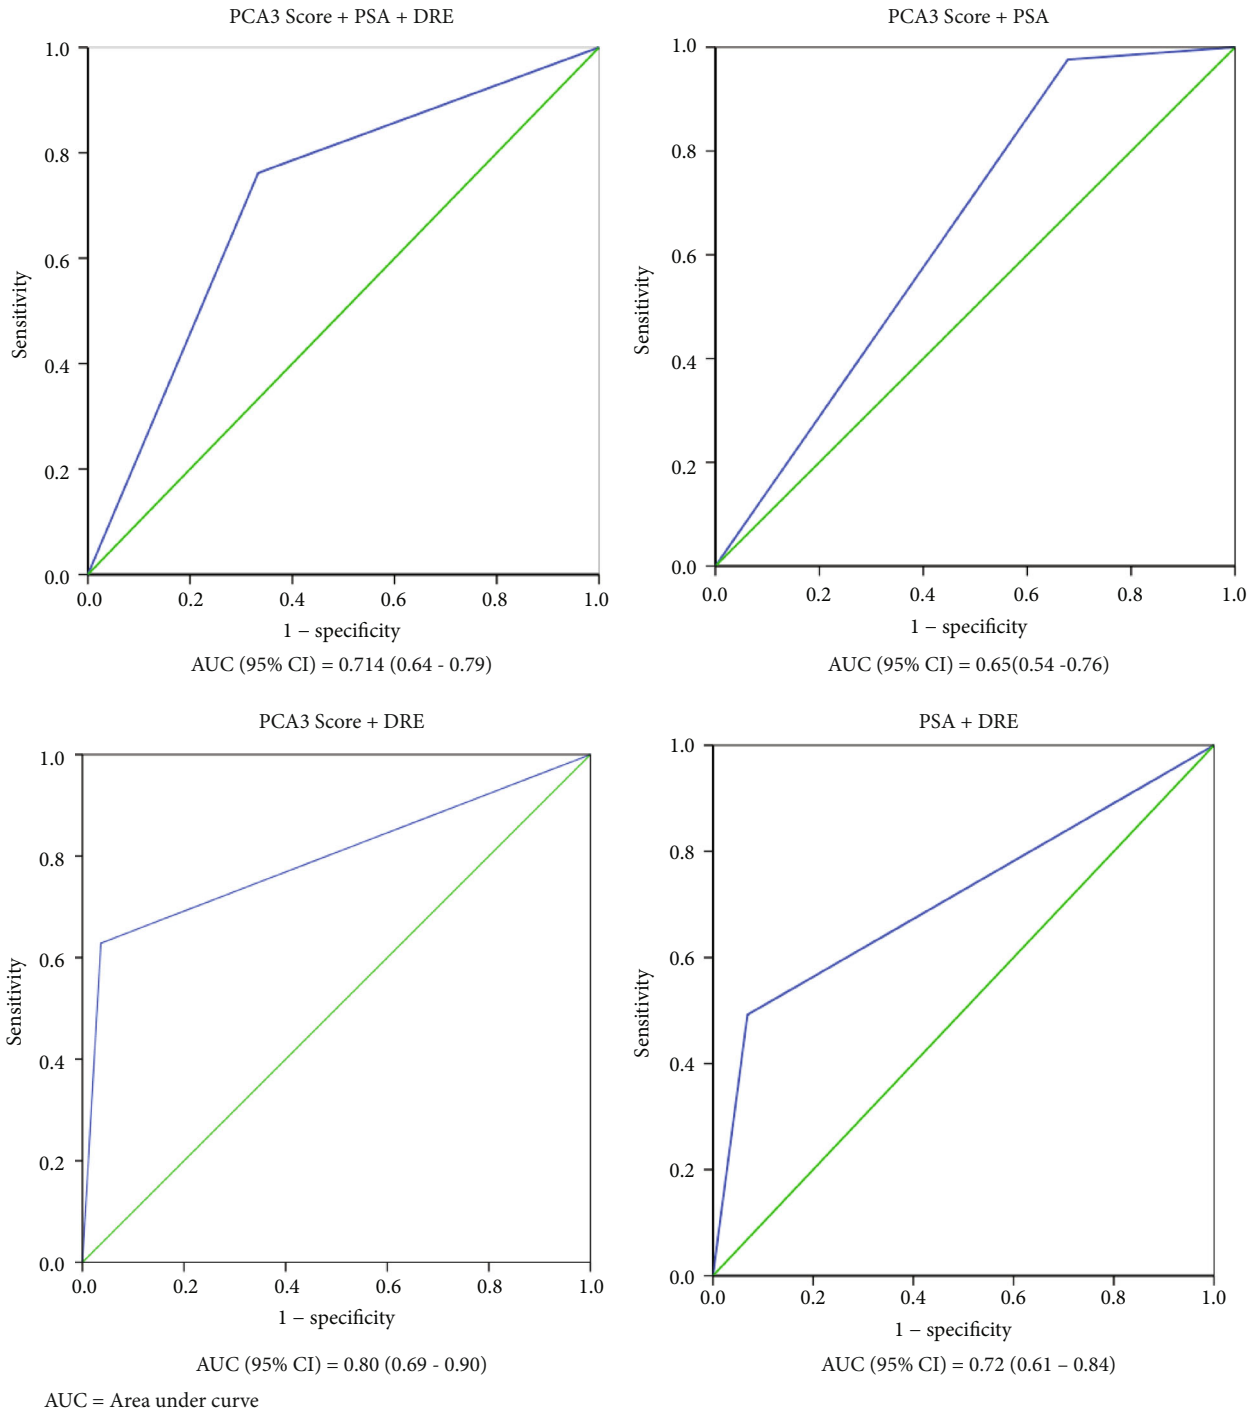 PCA3 Score + PSA + DRE
1.0
0.8
0.6
0.4
0.2
0.0
Sensitivity
0.0 0.2 0.4 0.6 0.8 1.0
1 − specificity
AUC (95% CI) = 0.714 (0.64 - 0.79)
PCA3 Score + PSA
1.0
0.8
0.6
0.4
0.2
0.0
Sensitivity
0.0 0.2 0.4 0.6 0.8 1.0
1 − specificity
AUC (95% CI) = 0.65(0.54 -0.76)
PCA3 Score + DRE
1.0
0.8
0.6
0.4
0.2
0.0
Sensitivity
0.0 0.2 0.4 0.6 0.8 1.0
1 − specificity
AUC (95% CI) = 0.80 (0.69 - 0.90)
PSA + DRE
1.0
0.8
0.6
0.4
0.2
0.0
Sensitivity
0.0 0.2 0.4 0.6 0.8 1.0
1 − specificity
AUC (95% CI) = 0.72 (0.61 – 0.84)
AUC = Area under curve